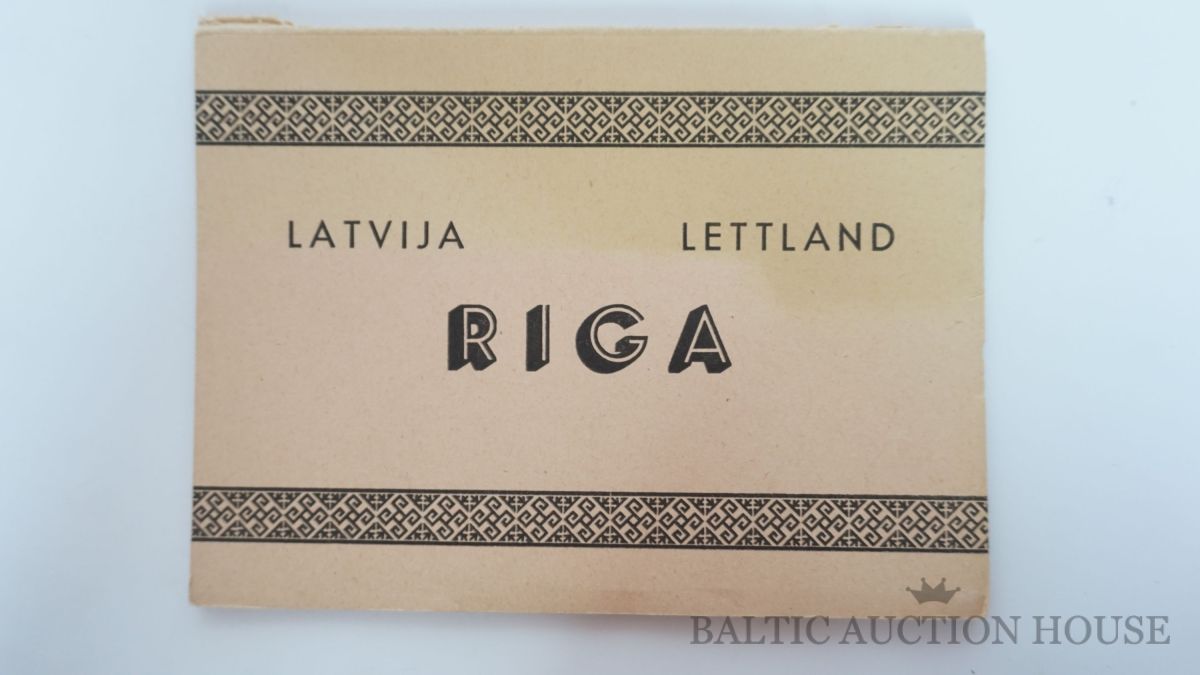 LATVIJA LETTLAND
RIGA
BALTIC AUCTION HOUSE